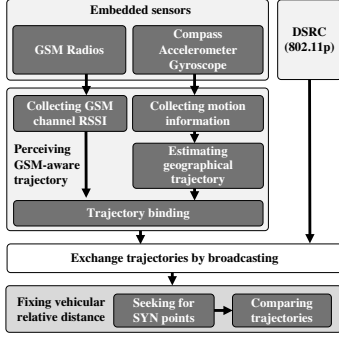 Embedded sensors
GSM Radios
Compass
Accelerometer
Gyroscope
DSRC
(802.11p)
Collecting GSM
channel RSSI
Collecting motion
information
Perceiving
GSM-aware
trajectory
Estimating
geographical
trajectory
Trajectory binding
Exchange trajectories by broadcasting
Fixing vehicular
relative distance
Seeking for
SYN points
Comparing
trajectories